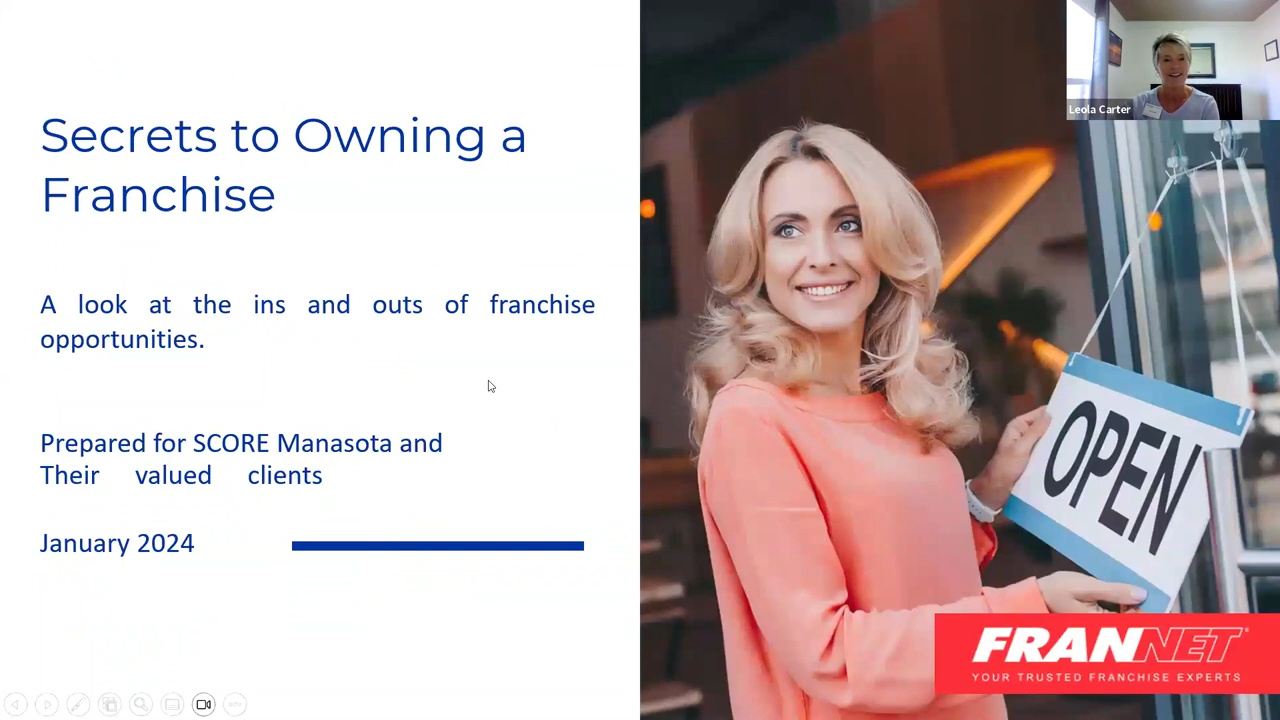 Secrets to Owning a
Franchise
A look at the ins and outs of franchise
opportunities.
Prepared for SCORE Manasota and
Their valued clients
January 2024
Leola Carter
OPEN
FRANNET
YOUR TRUSTED FRANCHISE EXPERTS